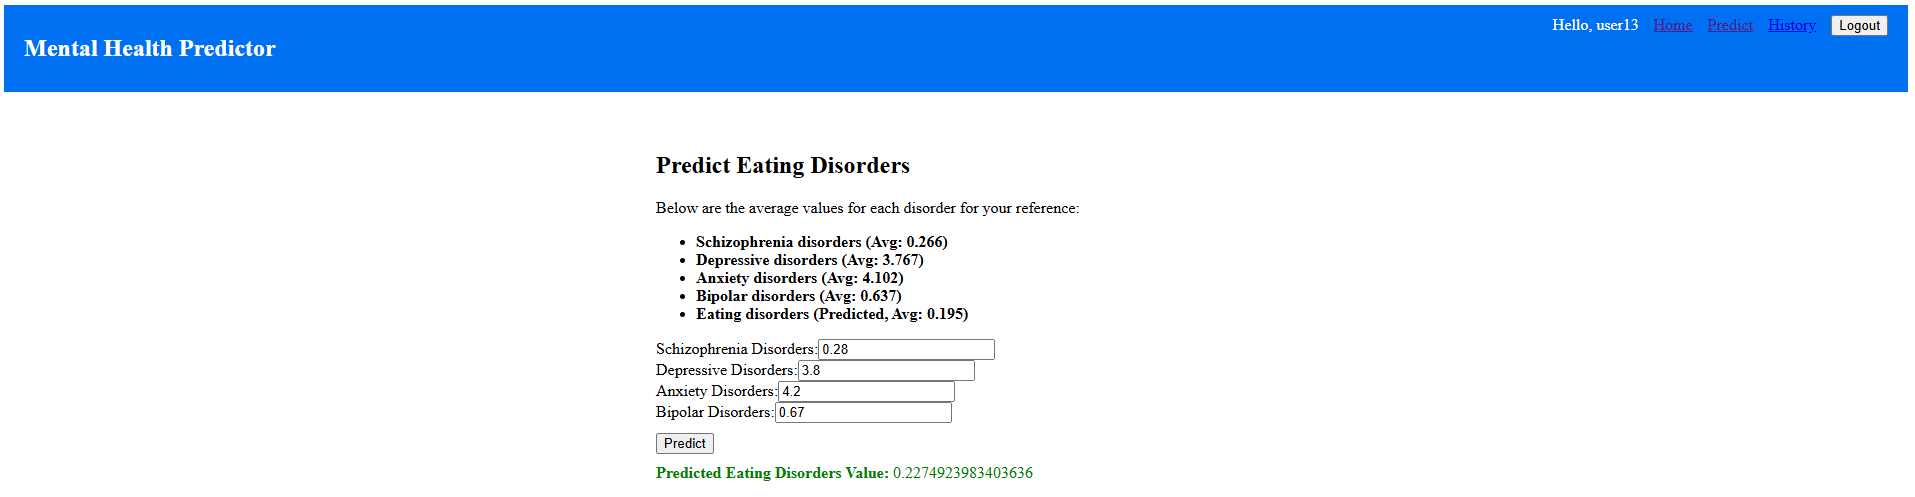 Mental Health Predictor
Hello, user13 Home Predict History Logout
Predict Eating Disorders
Below are the average values for each disorder for your reference:
• Schizophrenia disorders (Avg: 0.266)
• Depressive disorders (Avg: 3.767)
• Anxiety disorders (Avg: 4.102)
• Bipolar disorders (Avg: 0.637)
• Eating disorders (Predicted, Avg: 0.195)
Schizophrenia Disorders: 0.28
Depressive Disorders: 3.8
Anxiety Disorders: 4.2
Bipolar Disorders: 0.67
Predict
Predicted Eating Disorders Value: 0.2274923983403636